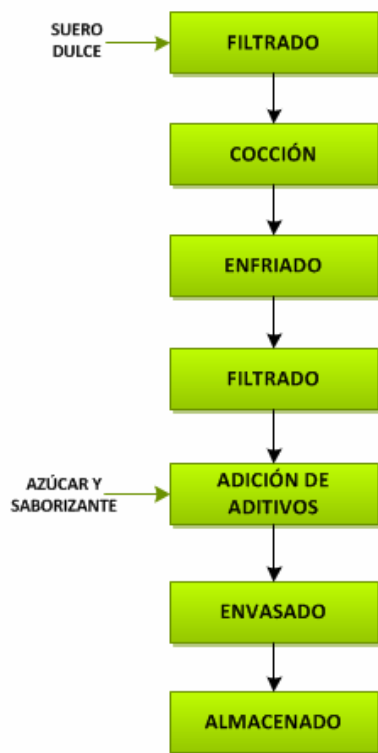 SUERO
DULCE
FILTRADO
COCCIÓN
ENFRIADO
FILTRADO
AZÚCAR Y
SABORIZANTE
ADICIÓN DE
ADITIVOS
ENVASADO
ALMACENADO